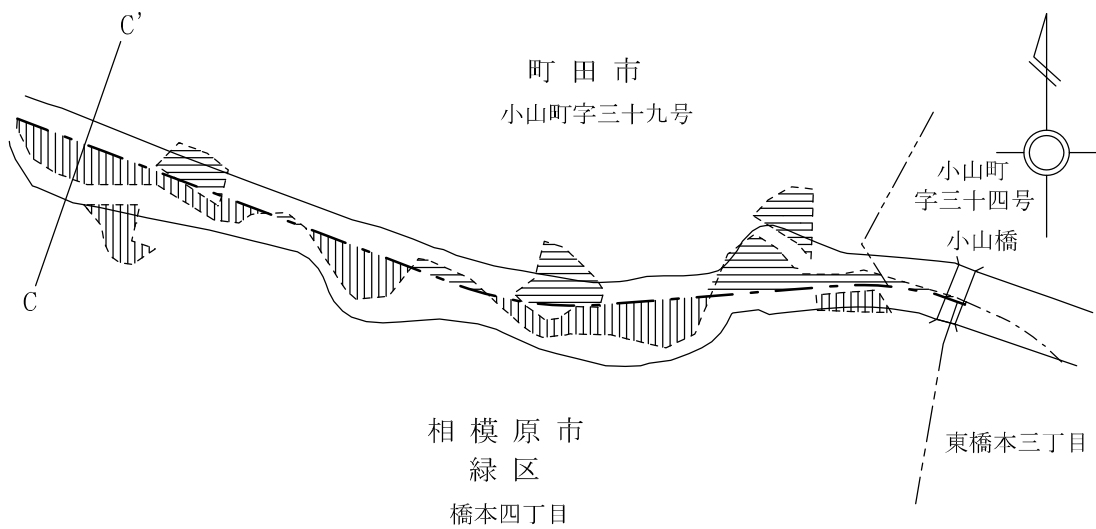 C'
町田市
小山町字三十九号
小山町
字三十四号
小山橋
C
相模原市
緑区
橋本四丁目
東橋本三丁目